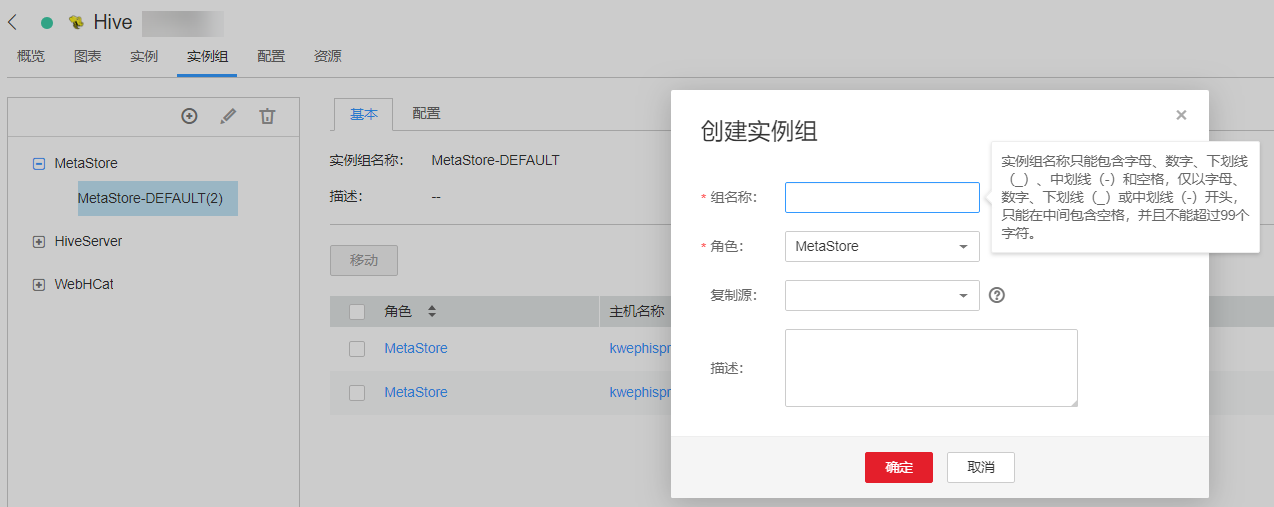 Hive
概览 图表 实例 实例组 配置 资源
MetaStore
MetaStore-DEFAULT(2)
HiveServer
WebHCat
基本 配置
实例组名称: MetaStore-DEFAULT
描述: --
移动
角色 主机名称
MetaStore kwephispr
MetaStore kwephispr
创建实例组
* 组名称:
实例组名称只能包含字母、数字、下划线
（_）、中划线（-）和空格，仅以字母、
数字、下划线（_）或中划线（-）开头，
只能在中间包含空格，并且不能超过99个
字符。
* 角色: MetaStore
复制源:
描述:
确定 取消